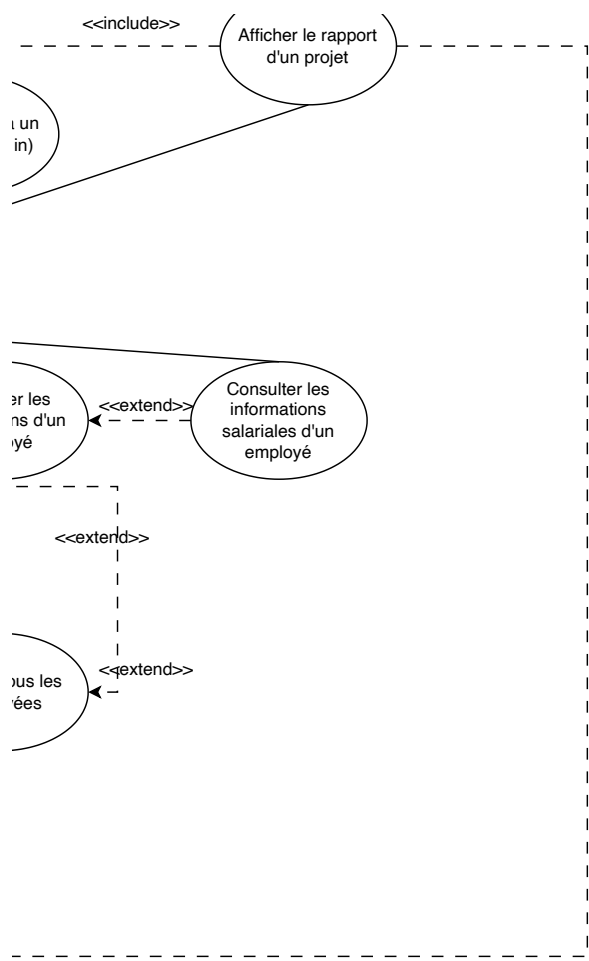 <<include>>
Afficher le rapport
d'un projet
un
in)
Consulter les
informations
salariales d'un
employé
<<extend>>
er les
ns d'un
yé
<<extend>>
<<extend>>
ous les
ées